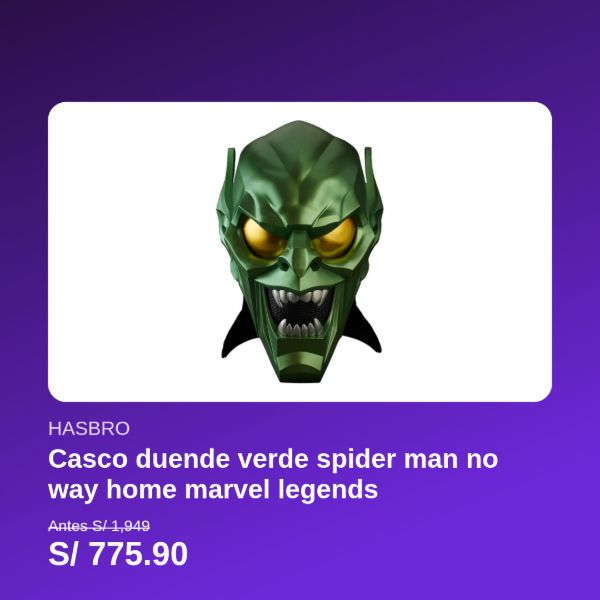 HASBRO
Casco duende verde spider man no
way home marvel legends
Antes S/ 1,949
S/ 775.90